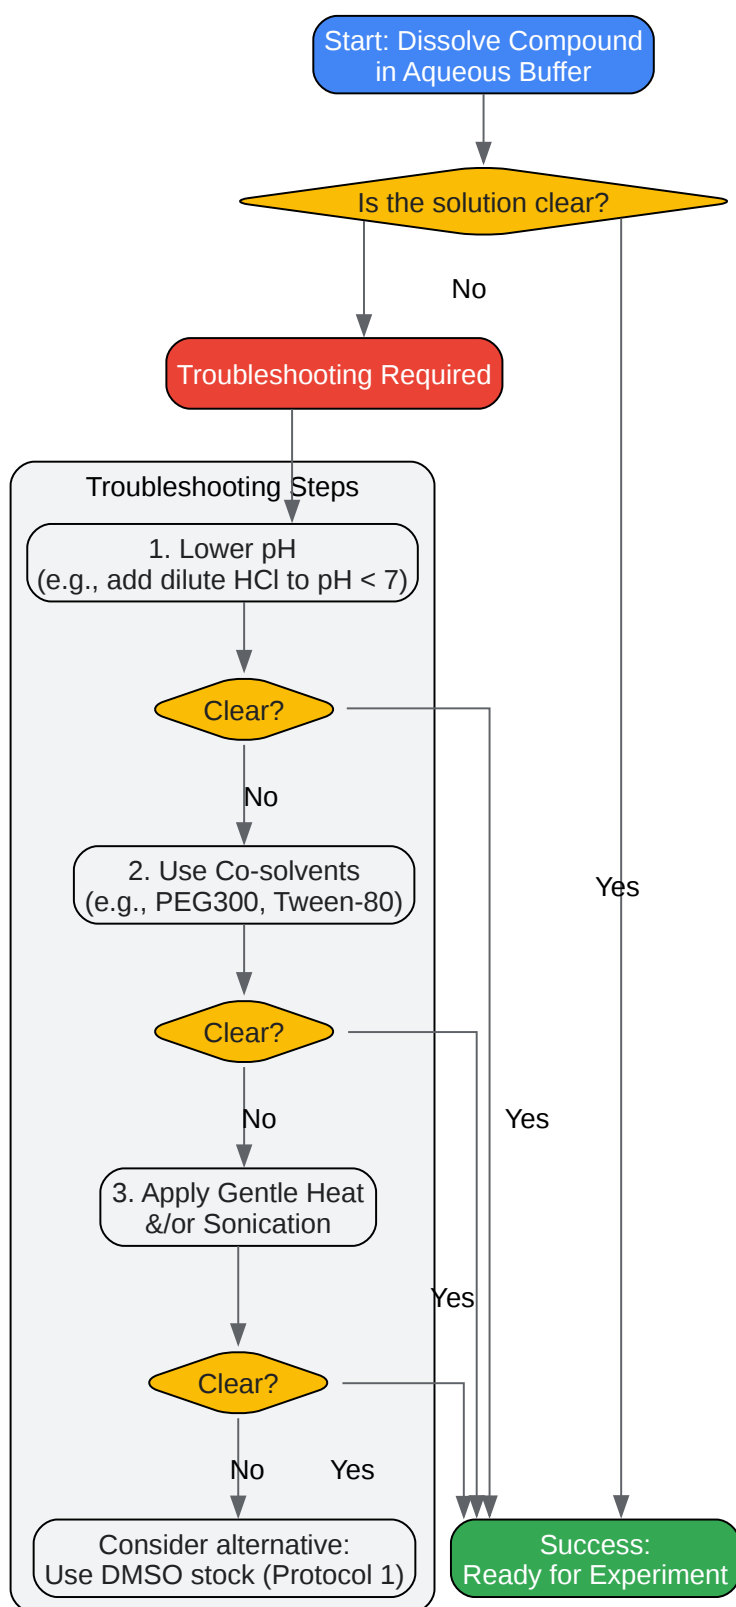 Start: Dissolve Compound
in Aqueous Buffer
Is the solution clear?
No
Troubleshooting Required
Troubleshooting Steps
1. Lower pH
(e.g., add dilute HCl to pH < 7)
Clear?
No
2. Use Co-solvents
(e.g., PEG300, Tween-80)
Yes
Clear?
No
Yes
3. Apply Gentle Heat
&/or Sonication
Yes
Clear?
No
Yes
Consider alternative:
Use DMSO stock (Protocol 1)
Success:
Ready for Experiment